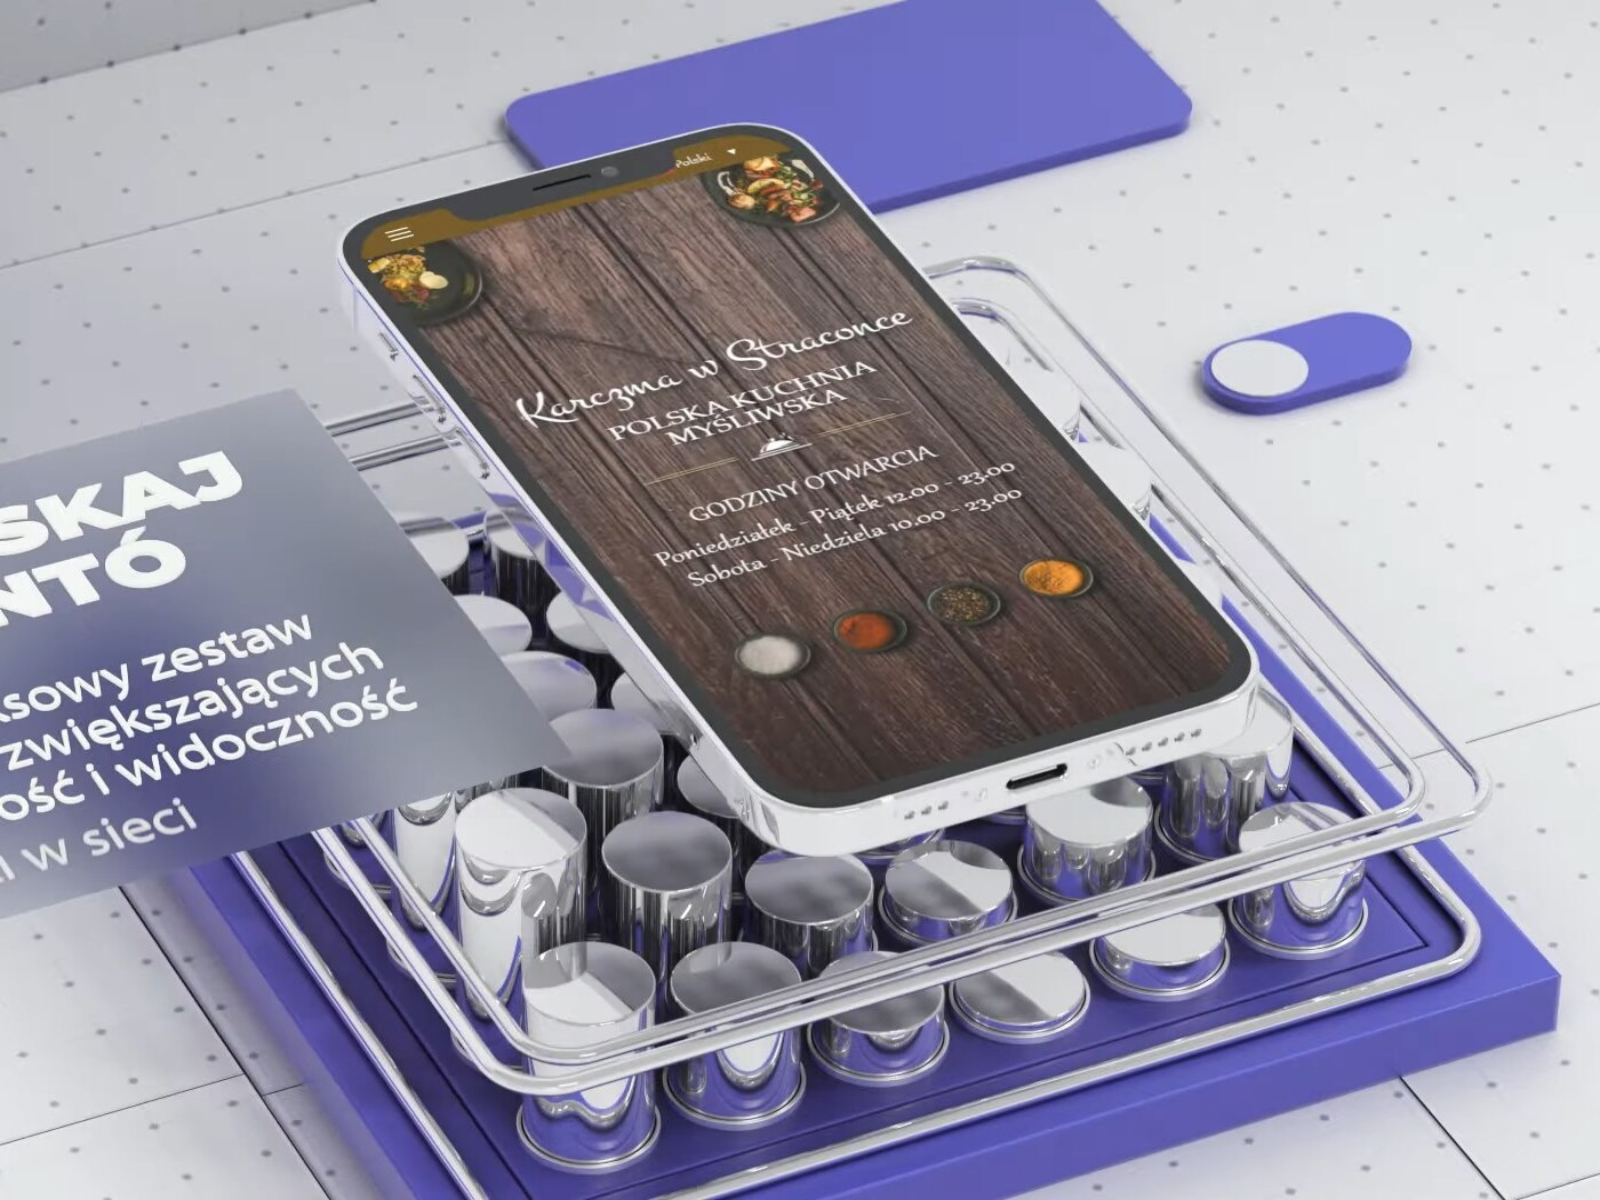 Polski
Karczma w Straconce
POLSKA KUCHNIA
MYŚLIWSKA
GODZINY OTWARCIA
Poniedziałek - Piątek 12.00 - 23.00
Sobota - Niedziela 10.00 - 23.00
SKAJ
NTÓ
ksowy zestaw
zwiększających
ość i widoczność
w sieci